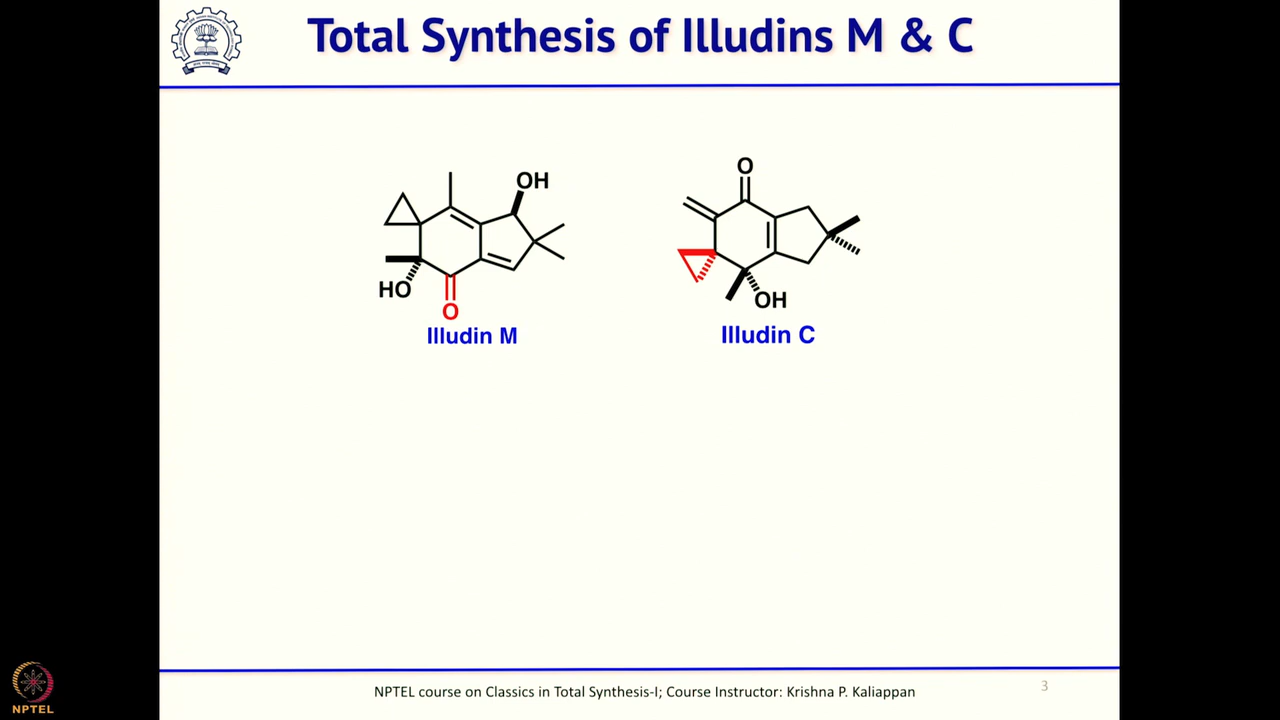 Total Synthesis of Illudins M & C
OH
HO
O
Illudin M
O
OH
Illudin C
NPTEL course on Classics in Total Synthesis-I; Course Instructor: Krishna P. Kaliappan
3
NPTEL